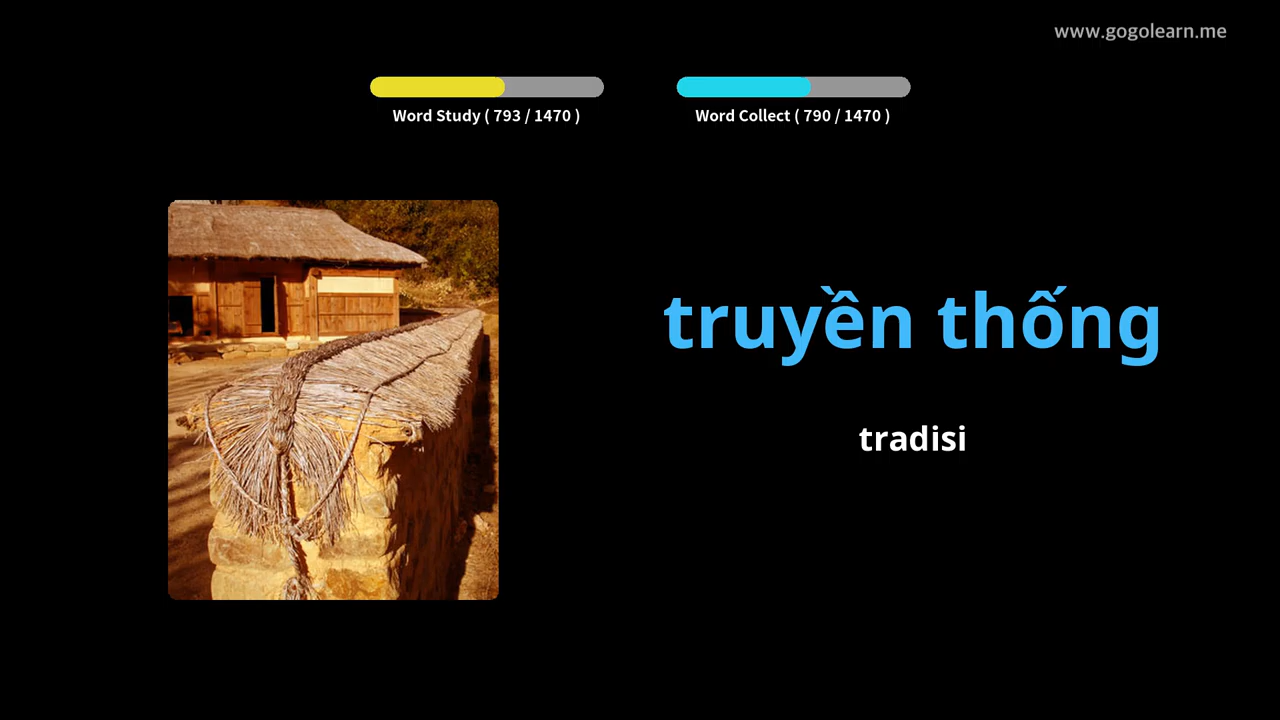 www.gogolearn.me
Word Study ( 793 / 1470 )
Word Collect ( 790 / 1470 )
truyền thống
tradisi